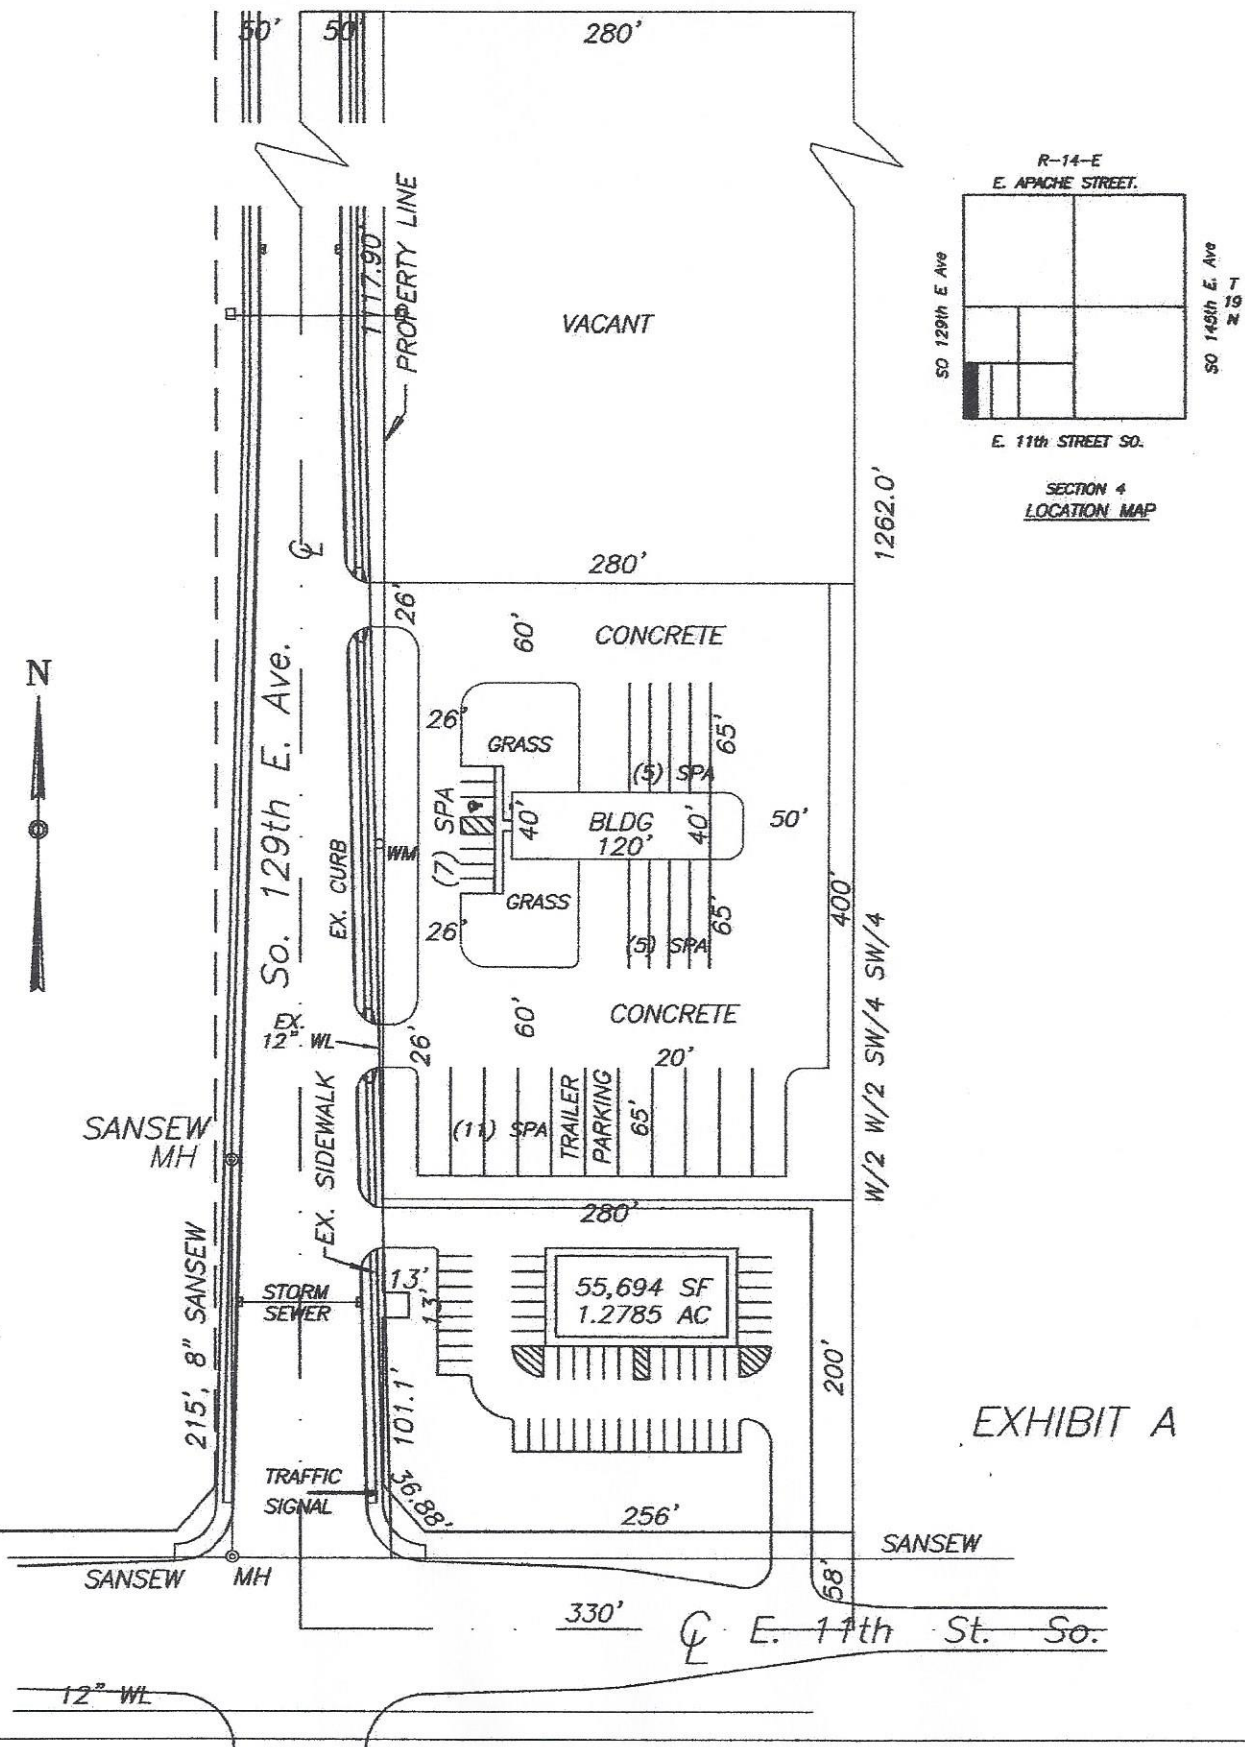 50' 50' 280'
R-14-E
E. APACHE STREET.
SO 129th E Ave
SO 145th E. Ave
T
19
N
E. 11th STREET SO.
SECTION 4
LOCATION MAP
1117.90'
PROPERTY LINE
VACANT
1262.0'
℄
280'
26'
60'
CONCRETE
N
So. 129th E. Ave.
26'
GRASS
65'
(5) SPA
(7) SPA
40'
BLDG
120'
40'
50'
EX. CURB
WM
400'
GRASS
26'
65'
(5) SPA
W/2 W/2 SW/4 SW/4
EX.
12" WL
26'
60'
CONCRETE
20'
SANSEW
MH
EX. SIDEWALK
(11) SPA
TRAILER
PARKING
65'
280'
215', 8" SANSEW
STORM
SEWER
13'
13'
55,694 SF
1.2785 AC
200'
101.1'
EXHIBIT A
TRAFFIC
SIGNAL
36.88'
256'
SANSEW
SANSEW MH
58'
330'
℄ E. 11th St. So.
12" WL